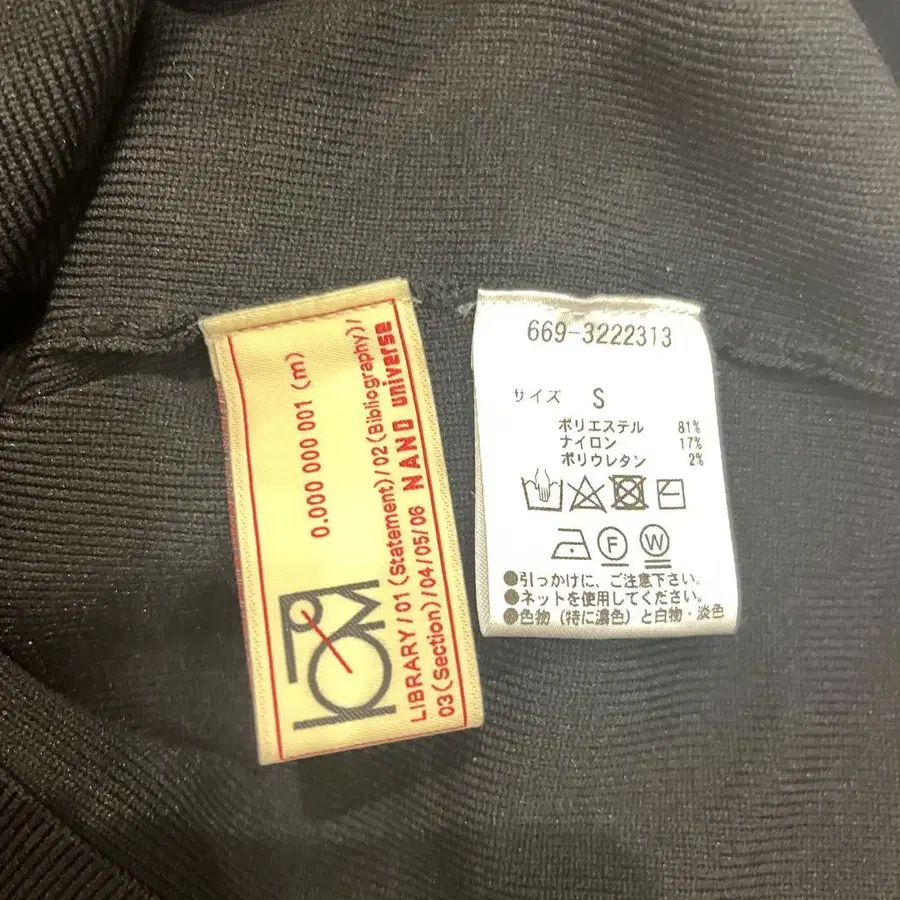 0.000 000 001 (m)
LIBRARY/01(Statement)/02(Bibliography)/
03(Section)/04/05/06 NANO universe
669-3222313
サイズ S
ポリエステル 81%
ナイロン 17%
ポリウレタン 2%
F W
●引っかけに、ご注意下さい。
●ネットを使用してください。
●色物（特に濃色）と白物・淡色